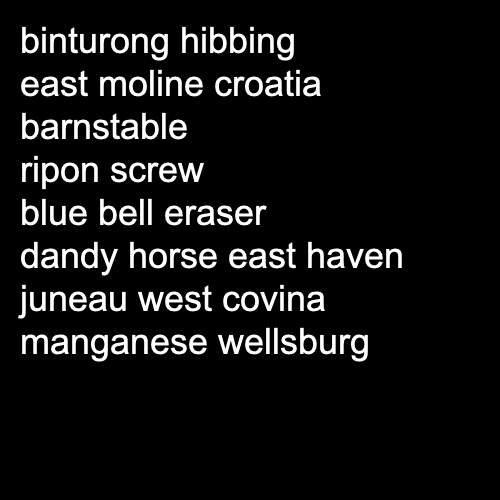 binturong hibbing
east moline croatia
barnstable
ripon screw
blue bell eraser
dandy horse east haven
juneau west covina
manganese wellsburg